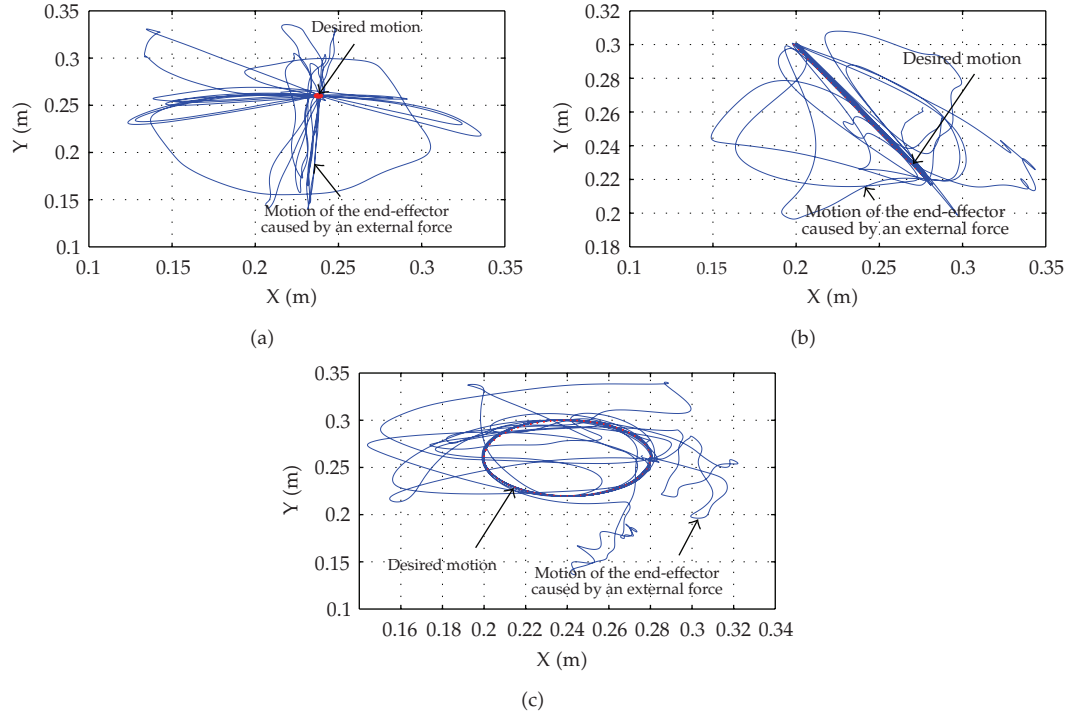 0.35
0.3
0.25
0.2
0.15
0.1
Y (m)
Desired motion
Motion of the end-effector
caused by an external force
0.1 0.15 0.2 0.25 0.3 0.35
X (m)
(a)
0.32
0.3
0.28
0.26
0.24
0.22
0.2
0.18
Y (m)
Desired motion
Motion of the end-effector
caused by an external force
0.1 0.15 0.2 0.25 0.3 0.35
X (m)
(b)
0.35
0.3
0.25
0.2
0.15
0.1
Y (m)
Desired motion
Motion of the end-effector
caused by an external force
0.16 0.18 0.2 0.22 0.24 0.26 0.28 0.3 0.32 0.34
X (m)
(c)